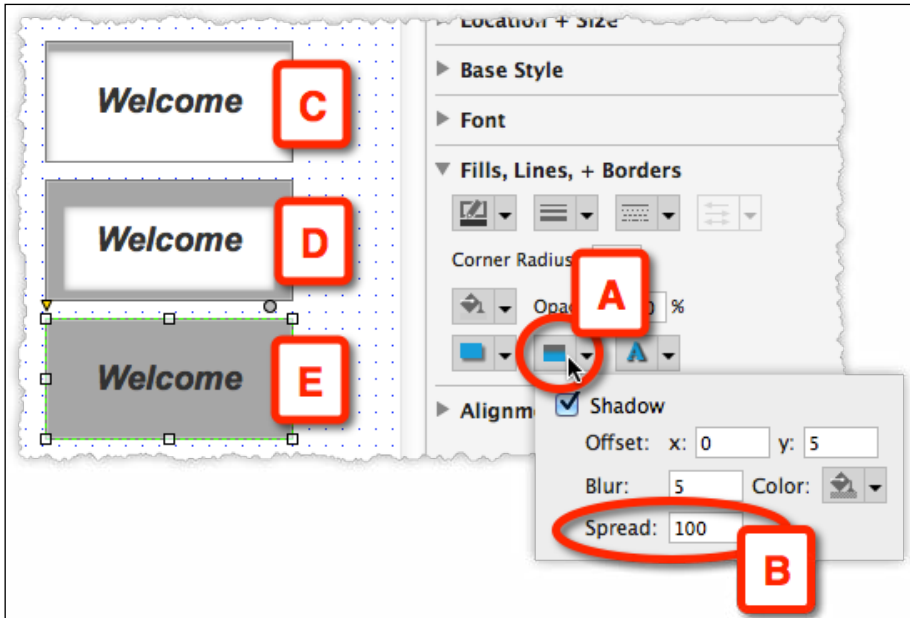 Location + Size
Base Style
Welcome
C
Font
Fills, Lines, + Borders
Welcome
D
Corner Radius
A
%
Welcome
E
Alignm
Shadow
Offset: x: 0 y: 5
Blur: 5 Color:
Spread: 100
B